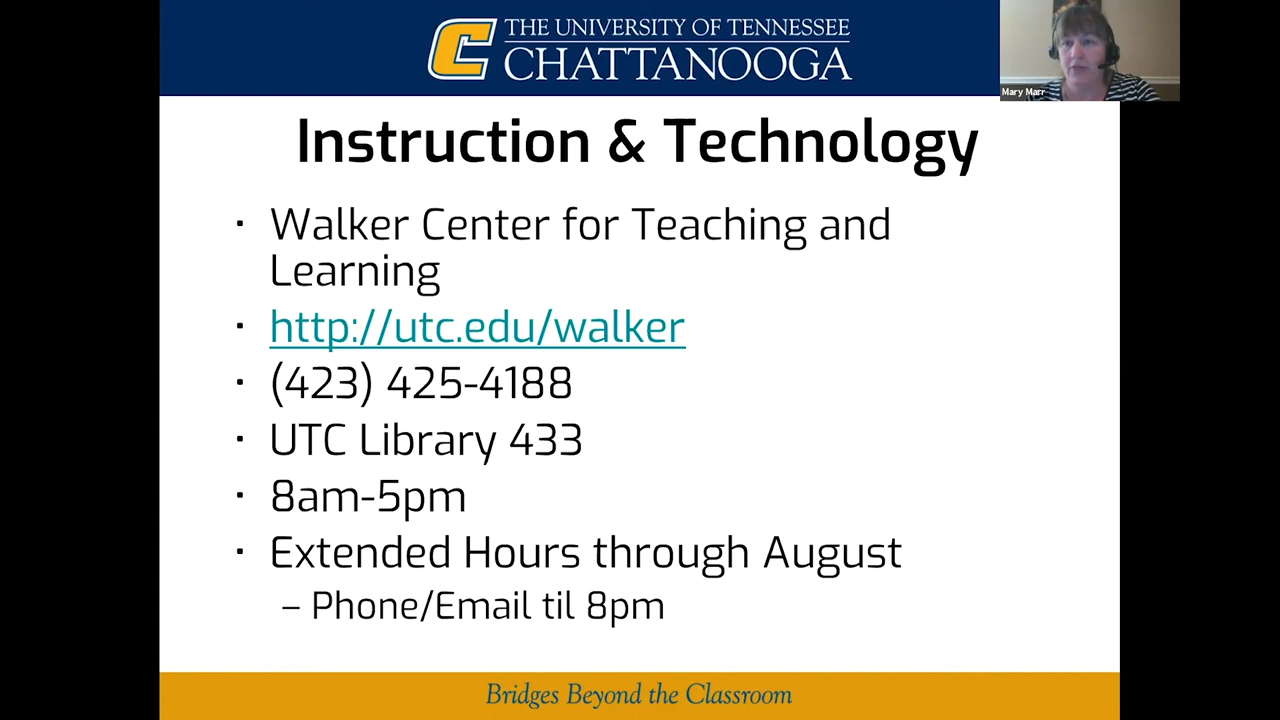 THE UNIVERSITY OF TENNESSEE
CHATTANOOGA
Mary Marr
Instruction & Technology
· Walker Center for Teaching and
Learning
· http://utc.edu/walker
· (423) 425-4188
· UTC Library 433
· 8am-5pm
· Extended Hours through August
– Phone/Email til 8pm
Bridges Beyond the Classroom